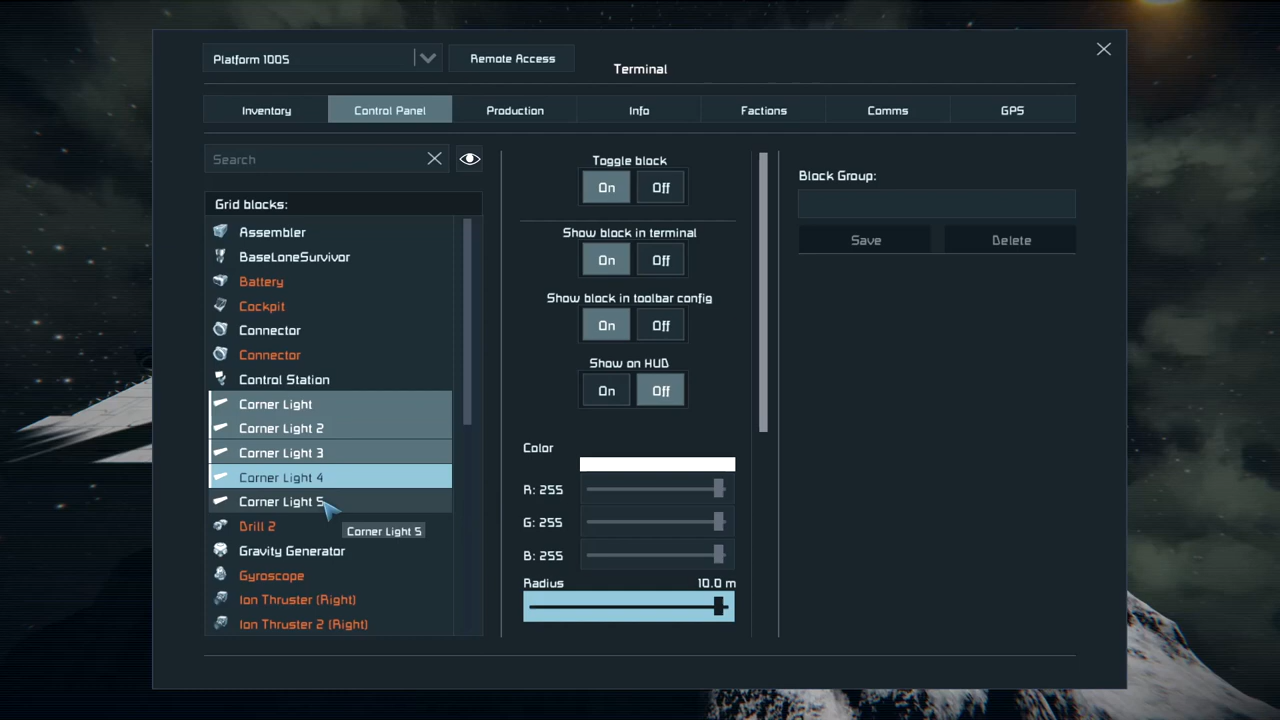 Platform 1005
Remote Access
Terminal
Inventory
Control Panel
Production
Info
Factions
Comms
GPS
Search
Grid blocks:
Assembler
BaseLoneSurvivor
Battery
Cockpit
Connector
Connector
Control Station
Corner Light
Corner Light 2
Corner Light 3
Corner Light 4
Corner Light 5
Corner Light 5
Drill 2
Gravity Generator
Gyroscope
Ion Thruster (Right)
Ion Thruster 2 (Right)
Toggle block
On Off
Show block in terminal
On Off
Show block in toolbar config
On Off
Show on HUD
On Off
Color
R: 255
G: 255
B: 255
Radius 10.0 m
Block Group:
Save Delete